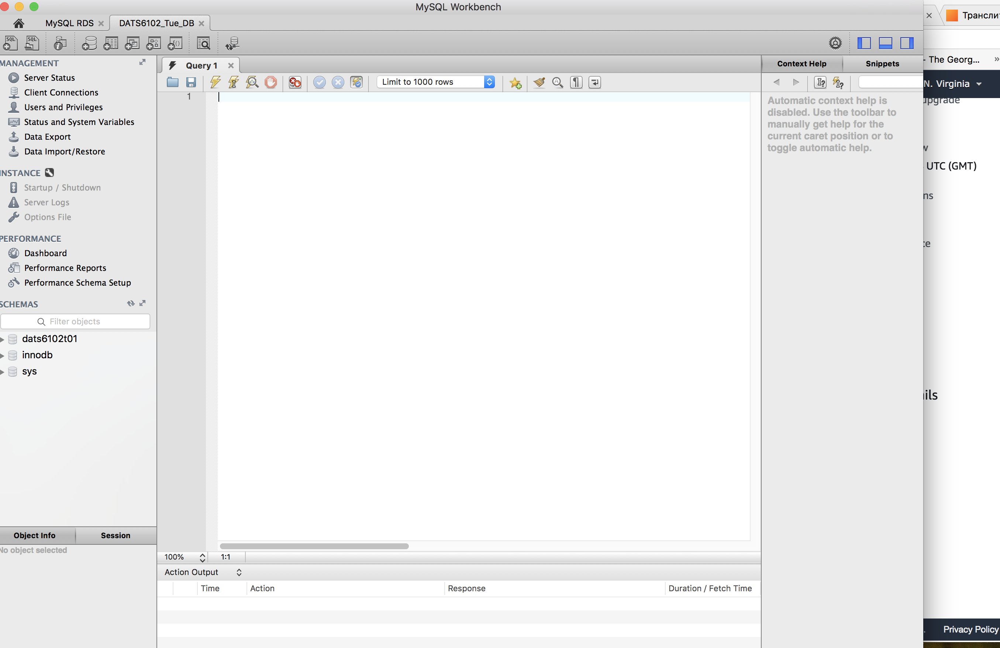 MySQL Workbench
MySQL RDS
DATS6102_Tue_DB
Трансли
SQL
SQL
f()
MANAGEMENT
Server Status
Client Connections
Users and Privileges
Status and System Variables
Data Export
Data Import/Restore
INSTANCE
Startup / Shutdown
Server Logs
Options File
PERFORMANCE
Dashboard
Performance Reports
Performance Schema Setup
SCHEMAS
Filter objects
dats6102t01
innodb
sys
Object Info
Session
No object selected
Query 1
Limit to 1000 rows
1
100%
1:1
Action Output
Time
Action
Response
Duration / Fetch Time
Context Help
Snippets
Automatic context help is
disabled. Use the toolbar to
manually get help for the
current caret position or to
toggle automatic help.
- The Georg...
»
N. Virginia
upgrade
w
UTC (GMT)
ns
ce
ils
Privacy Policy